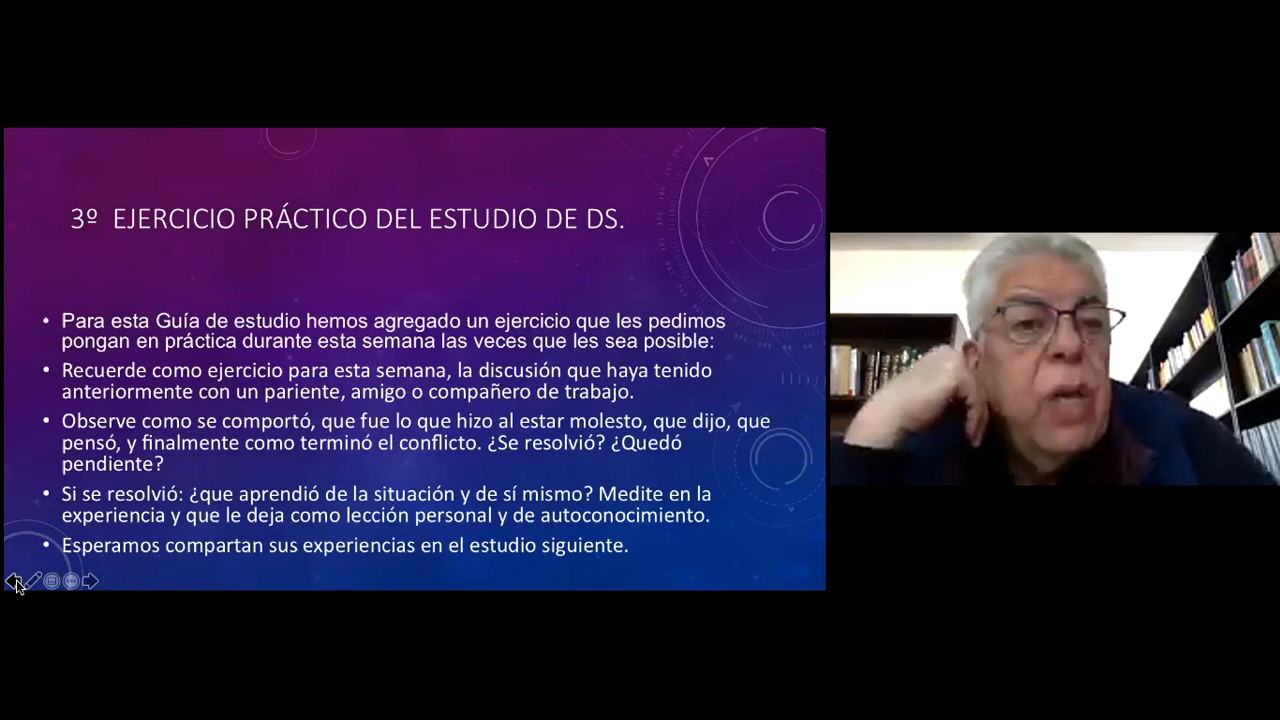 3º EJERCICIO PRÁCTICO DEL ESTUDIO DE DS.
• Para esta Guía de estudio hemos agregado un ejercicio que les pedimos
pongan en práctica durante esta semana las veces que les sea posible:
• Recuerde como ejercicio para esta semana, la discusión que haya tenido
anteriormente con un pariente, amigo o compañero de trabajo.
• Observe como se comportó, que fue lo que hizo al estar molesto, que dijo, que
pensó, y finalmente como terminó el conflicto. ¿Se resolvió? ¿Quedó
pendiente?
• Si se resolvió: ¿que aprendió de la situación y de sí mismo? Medite en la
experiencia y que le deja como lección personal y de autoconocimiento.
• Esperamos compartan sus experiencias en el estudio siguiente.